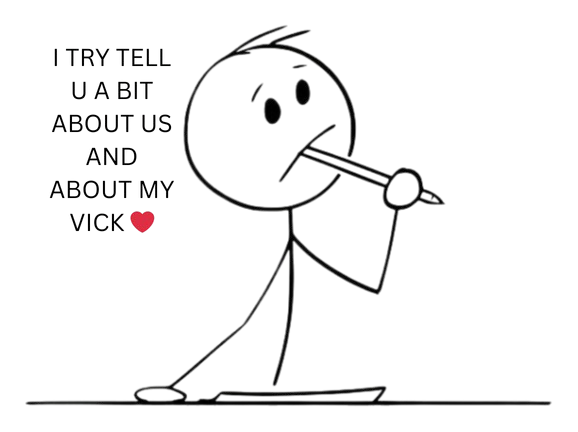 I TRY TELL
U A BIT
ABOUT US
AND
ABOUT MY
VICK ❤️